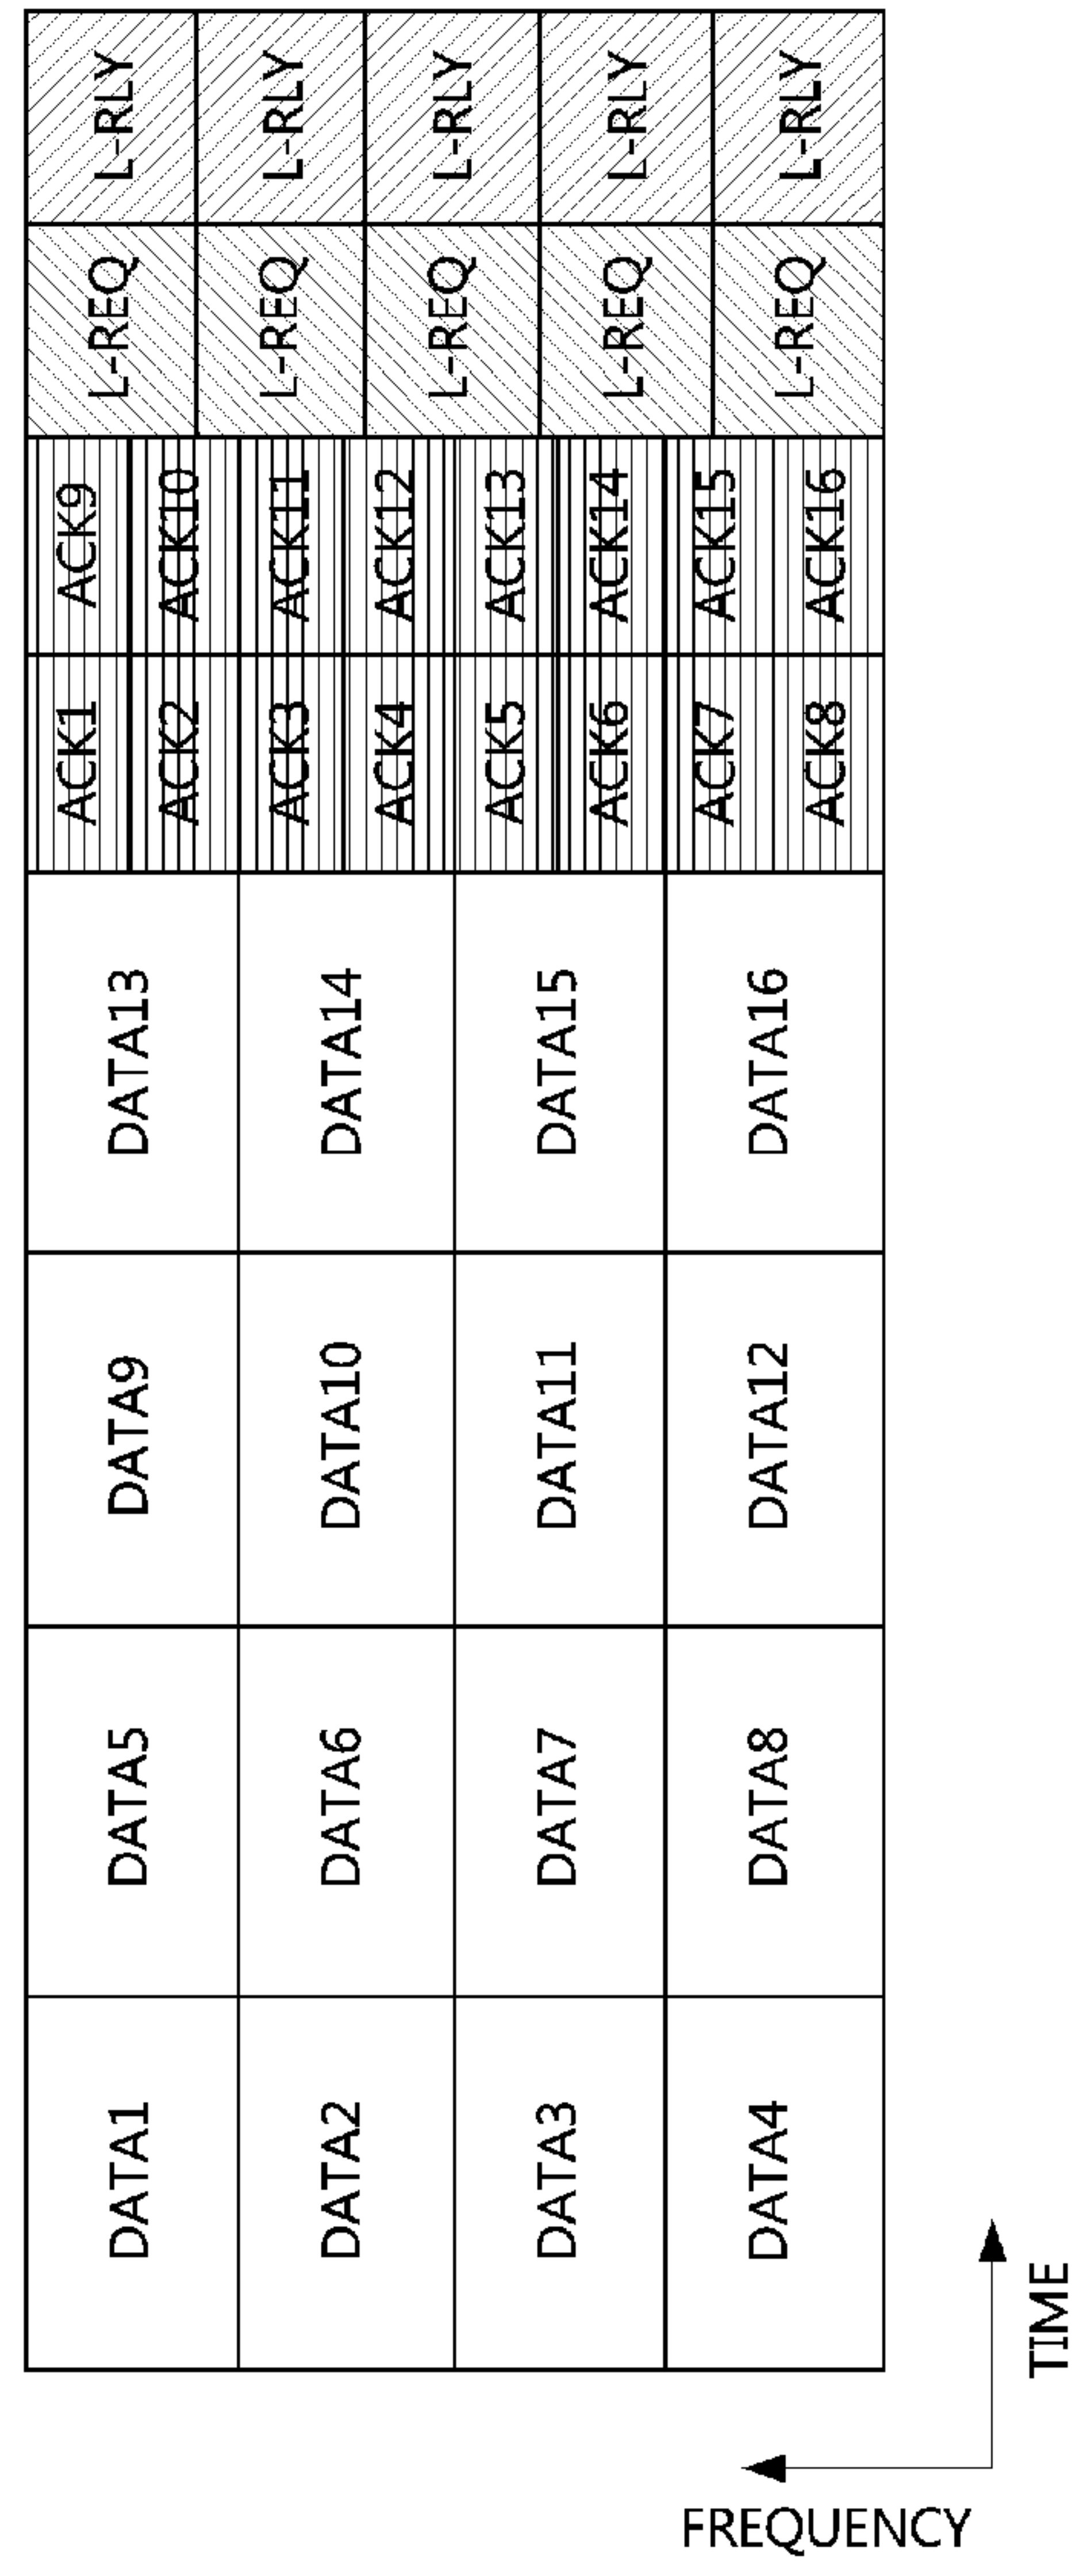 DATA1
DATA2
DATA3
DATA4
DATA5
DATA6
DATA7
DATA8
DATA9
DATA10
DATA11
DATA12
DATA13
DATA14
DATA15
DATA16
ACK1
ACK2
ACK3
ACK4
ACK5
ACK6
ACK7
ACK8
ACK9
ACK10
ACK11
ACK12
ACK13
ACK14
ACK15
ACK16
L-REQ
L-REQ
L-REQ
L-REQ
L-REQ
L-RLY
L-RLY
L-RLY
L-RLY
L-RLY
FREQUENCY
TIME